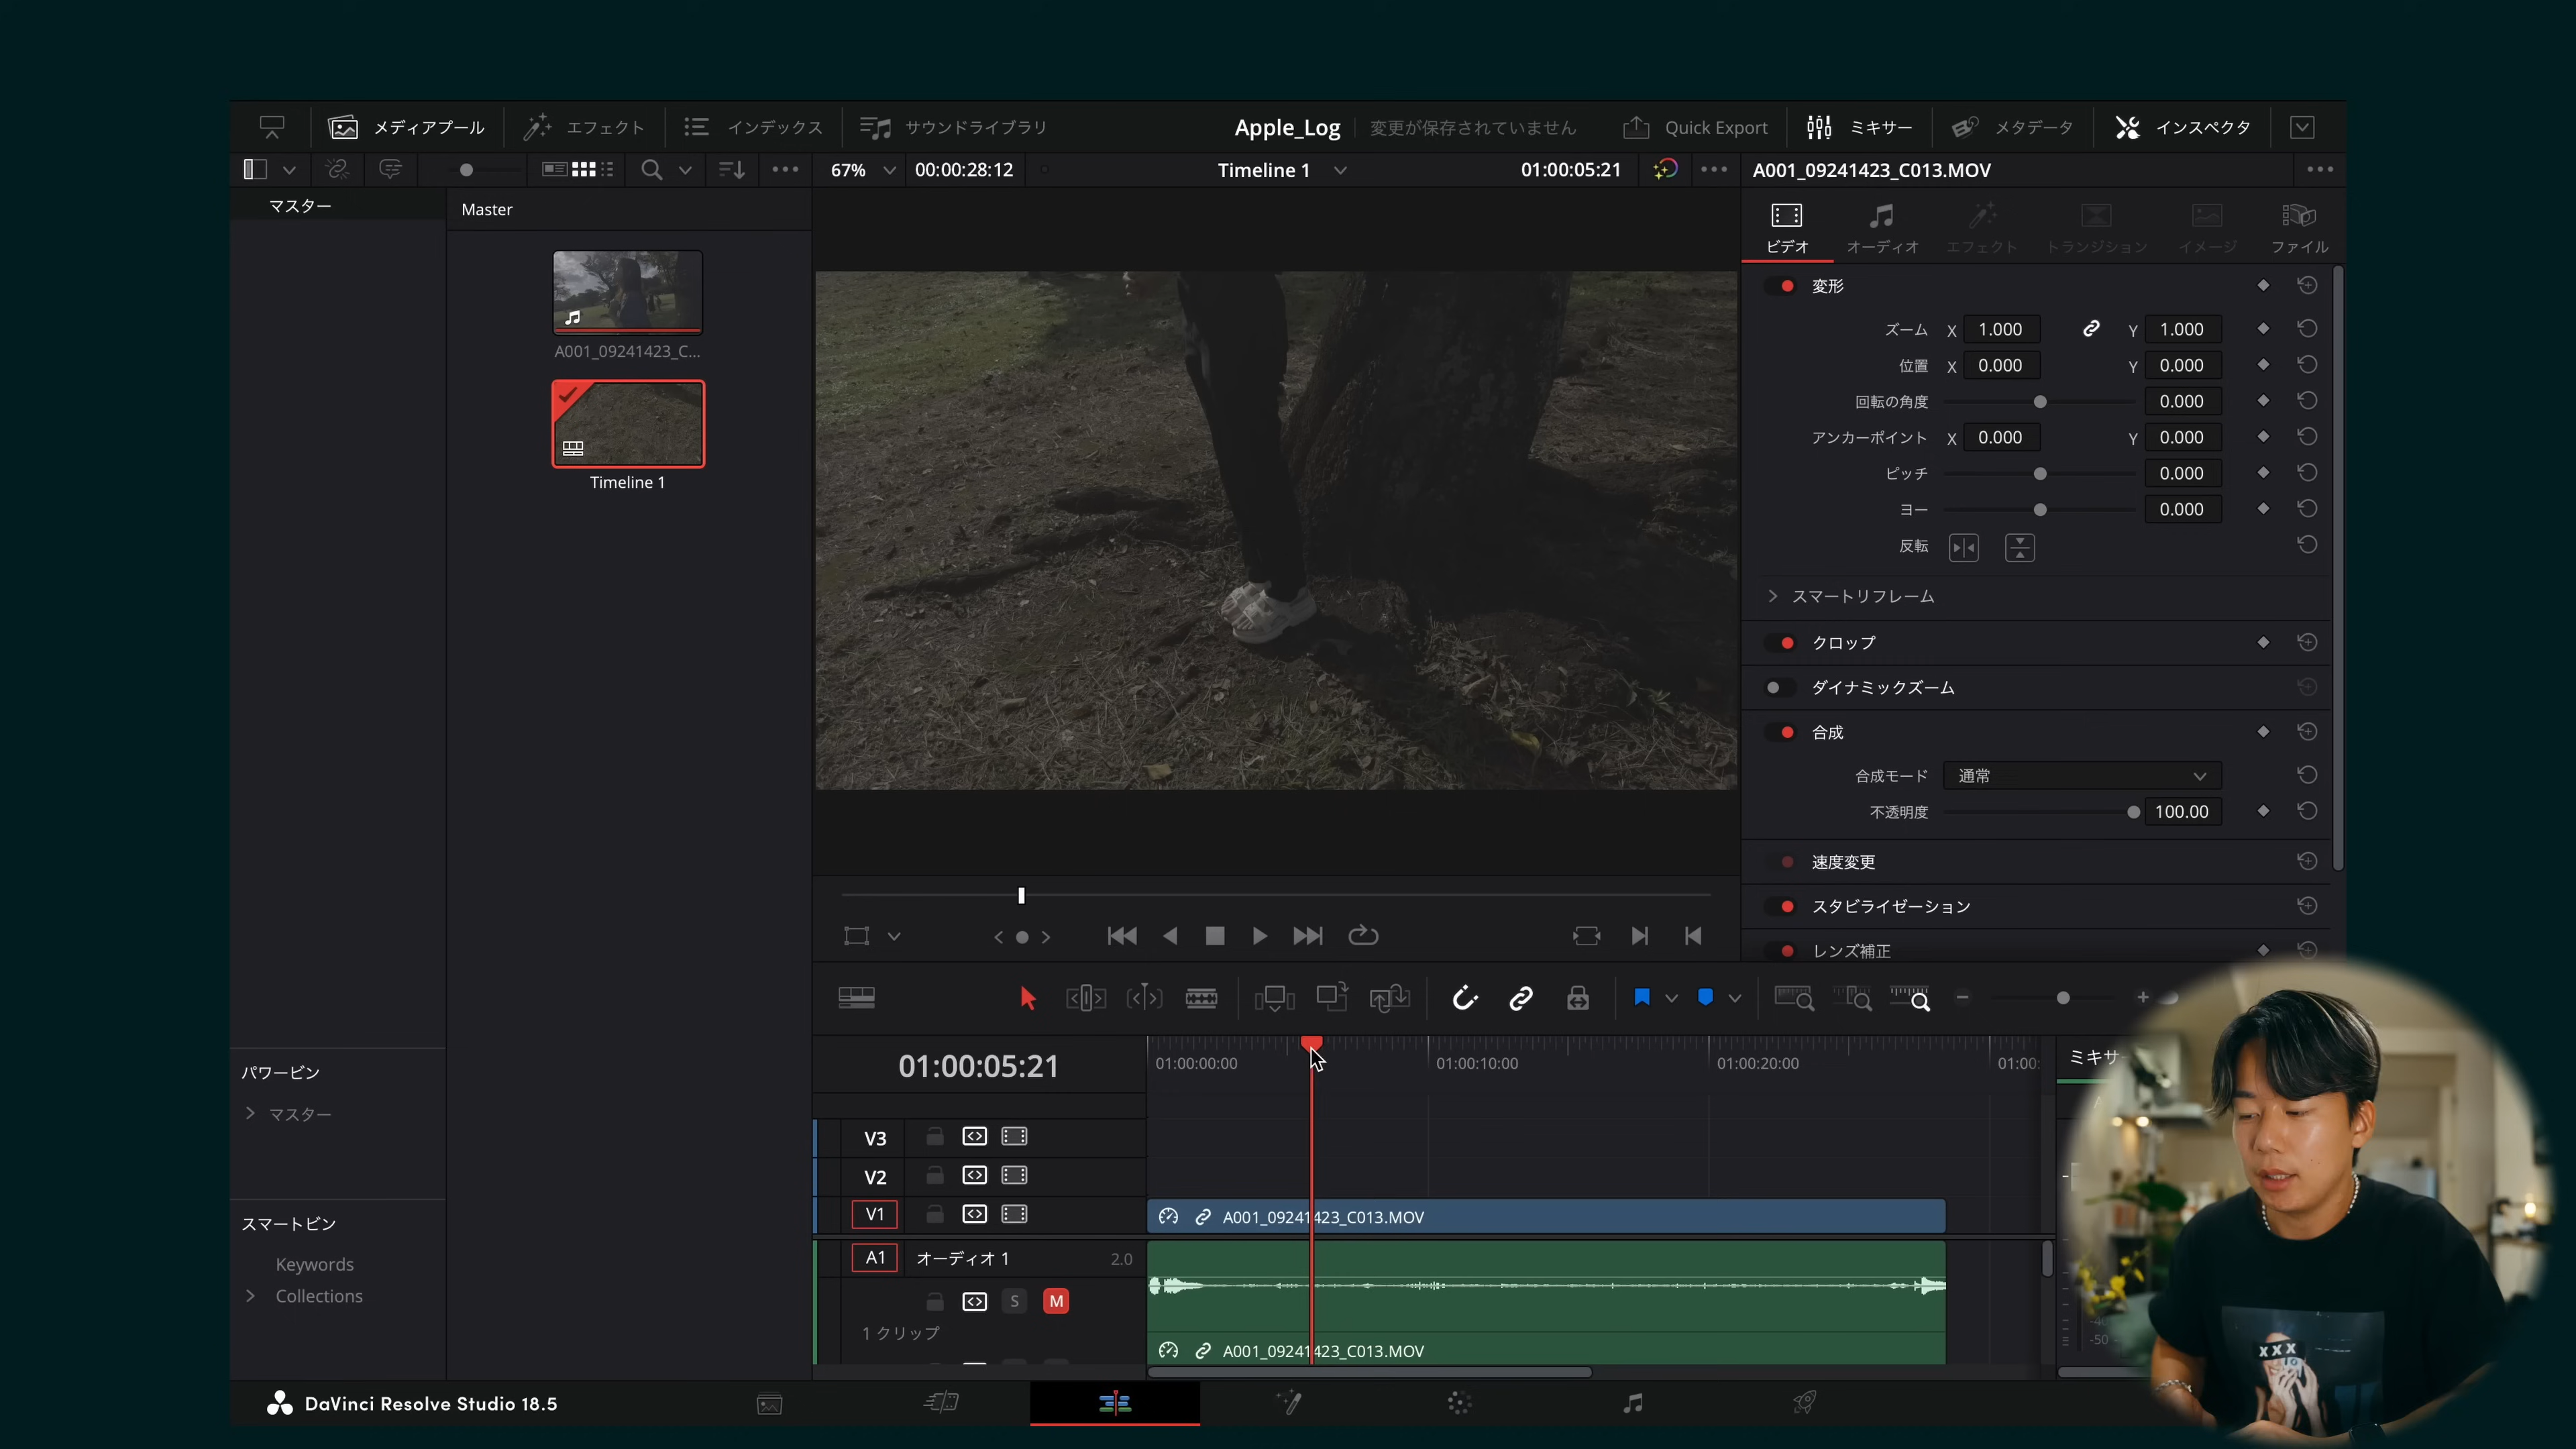 メディアプール エフェクト インデックス サウンドライブラリ Apple_Log 変更が保存されていません Quick Export ミキサー メタデータ インスペクタ
67% 00:00:28:12 Timeline 1 01:00:05:21 A001_09241423_C013.MOV
マスター
Master
A001_09241423_C...
Timeline 1
ビデオ オーディオ エフェクト トランジション イメージ ファイル
変形
ズーム X 1.000 Y 1.000
位置 X 0.000 Y 0.000
回転の角度 0.000
アンカーポイント X 0.000 Y 0.000
ピッチ 0.000
ヨー 0.000
反転
スマートリフレーム
クロップ
ダイナミックズーム
合成
合成モード 通常
不透明度 100.00
速度変更
スタビライゼーション
レンズ補正
パワービン
マスター
スマートビン
Keywords
Collections
01:00:05:21 01:00:00:00 01:00:10:00 01:00:20:00 01:00:
ミキサ
V3
V2
V1 A001_09241423_C013.MOV
A1 オーディオ 1 2.0
S M
1 クリップ
A001_09241423_C013.MOV
-50
XXX
DaVinci Resolve Studio 18.5